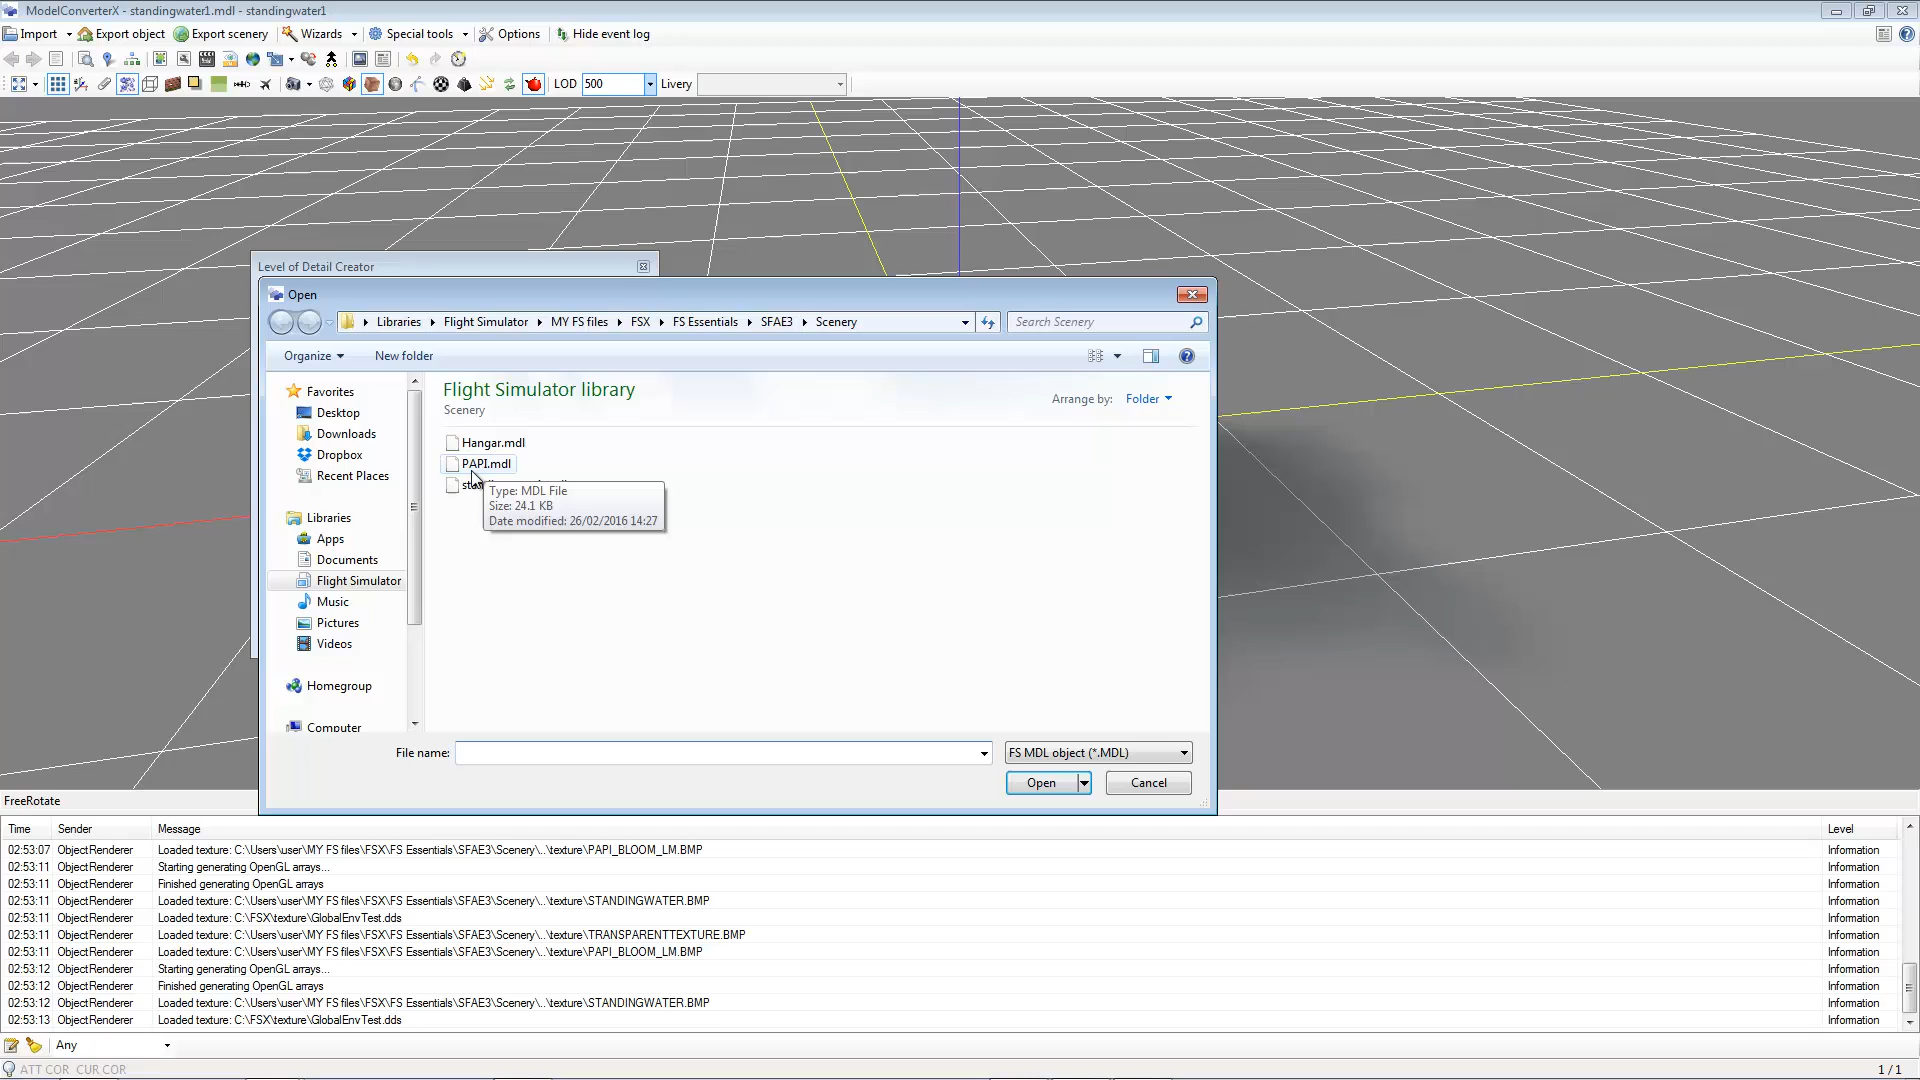 ModelConverterX - standingwater1.mdl - standingwater1
Import Export object Export scenery Wizards Special tools Options Hide event log
LOD 500 Livery
Level of Detail Creator
Open
Libraries Flight Simulator MY FS files FSX FS Essentials SFAE3 Scenery Search Scenery
Organize New folder
Favorites
Desktop
Downloads
Dropbox
Recent Places
Libraries
Apps
Documents
Flight Simulator
Music
Pictures
Videos
Homegroup
Computer
Flight Simulator library
Scenery
Arrange by: Folder
Hangar.mdl
PAPI.mdl
Type: MDL File
Size: 24.1 KB
Date modified: 26/02/2016 14:27
File name: FS MDL object (*.MDL)
Open Cancel
FreeRotate
Time Sender Message Level
02:53:07 ObjectRenderer Loaded texture: C:\Users\user\MY FS files\FSX\FS Essentials\SFAE3\Scenery\..\texture\PAPI_BLOOM_LM.BMP Information
02:53:11 ObjectRenderer Starting generating OpenGL arrays... Information
02:53:11 ObjectRenderer Finished generating OpenGL arrays Information
02:53:11 ObjectRenderer Loaded texture: C:\Users\user\MY FS files\FSX\FS Essentials\SFAE3\Scenery\..\texture\STANDINGWATER.BMP Information
02:53:11 ObjectRenderer Loaded texture: C:\FSX\texture\GlobalEnvTest.dds Information
02:53:11 ObjectRenderer Loaded texture: C:\Users\user\MY FS files\FSX\FS Essentials\SFAE3\Scenery\..\texture\TRANSPARENTTEXTURE.BMP Information
02:53:11 ObjectRenderer Loaded texture: C:\Users\user\MY FS files\FSX\FS Essentials\SFAE3\Scenery\..\texture\PAPI_BLOOM_LM.BMP Information
02:53:12 ObjectRenderer Starting generating OpenGL arrays... Information
02:53:12 ObjectRenderer Finished generating OpenGL arrays Information
02:53:12 ObjectRenderer Loaded texture: C:\Users\user\MY FS files\FSX\FS Essentials\SFAE3\Scenery\..\texture\STANDINGWATER.BMP Information
02:53:13 ObjectRenderer Loaded texture: C:\FSX\texture\GlobalEnvTest.dds Information
Any
ATT COR CUR COR 1 / 1